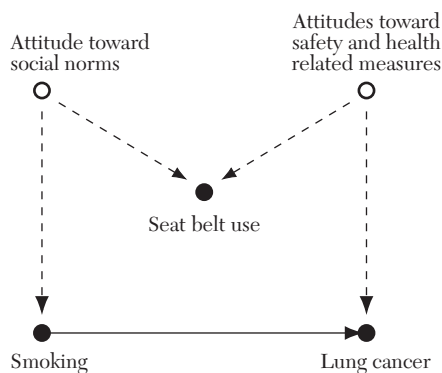 Attitude toward
social norms
Attitudes toward
safety and health
related measures
Seat belt use
Smoking
Lung cancer